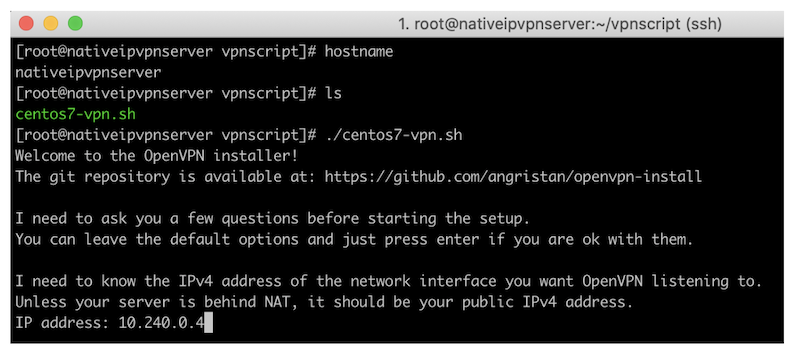 1. root@nativeipvpnserver:~/vpnscript (ssh)
[root@nativeipvpnserver vpnscript]# hostname
nativeipvpnserver
[root@nativeipvpnserver vpnscript]# ls
centos7-vpn.sh
[root@nativeipvpnserver vpnscript]# ./centos7-vpn.sh
Welcome to the OpenVPN installer!
The git repository is available at: https://github.com/angristan/openvpn-install
I need to ask you a few questions before starting the setup.
You can leave the default options and just press enter if you are ok with them.
I need to know the IPv4 address of the network interface you want OpenVPN listening to.
Unless your server is behind NAT, it should be your public IPv4 address.
IP address: 10.240.0.4